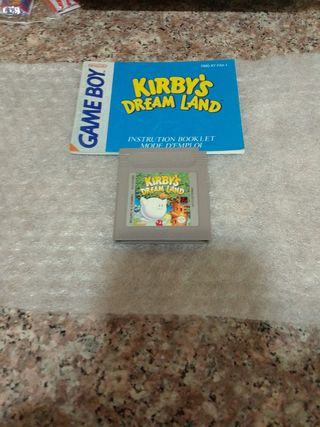 GAME BOY
KIRBY'S
DREAM LAND
INSTRUCTION BOOKLET
MODE D'EMPLOI
KIRBY'S
DREAM LAND